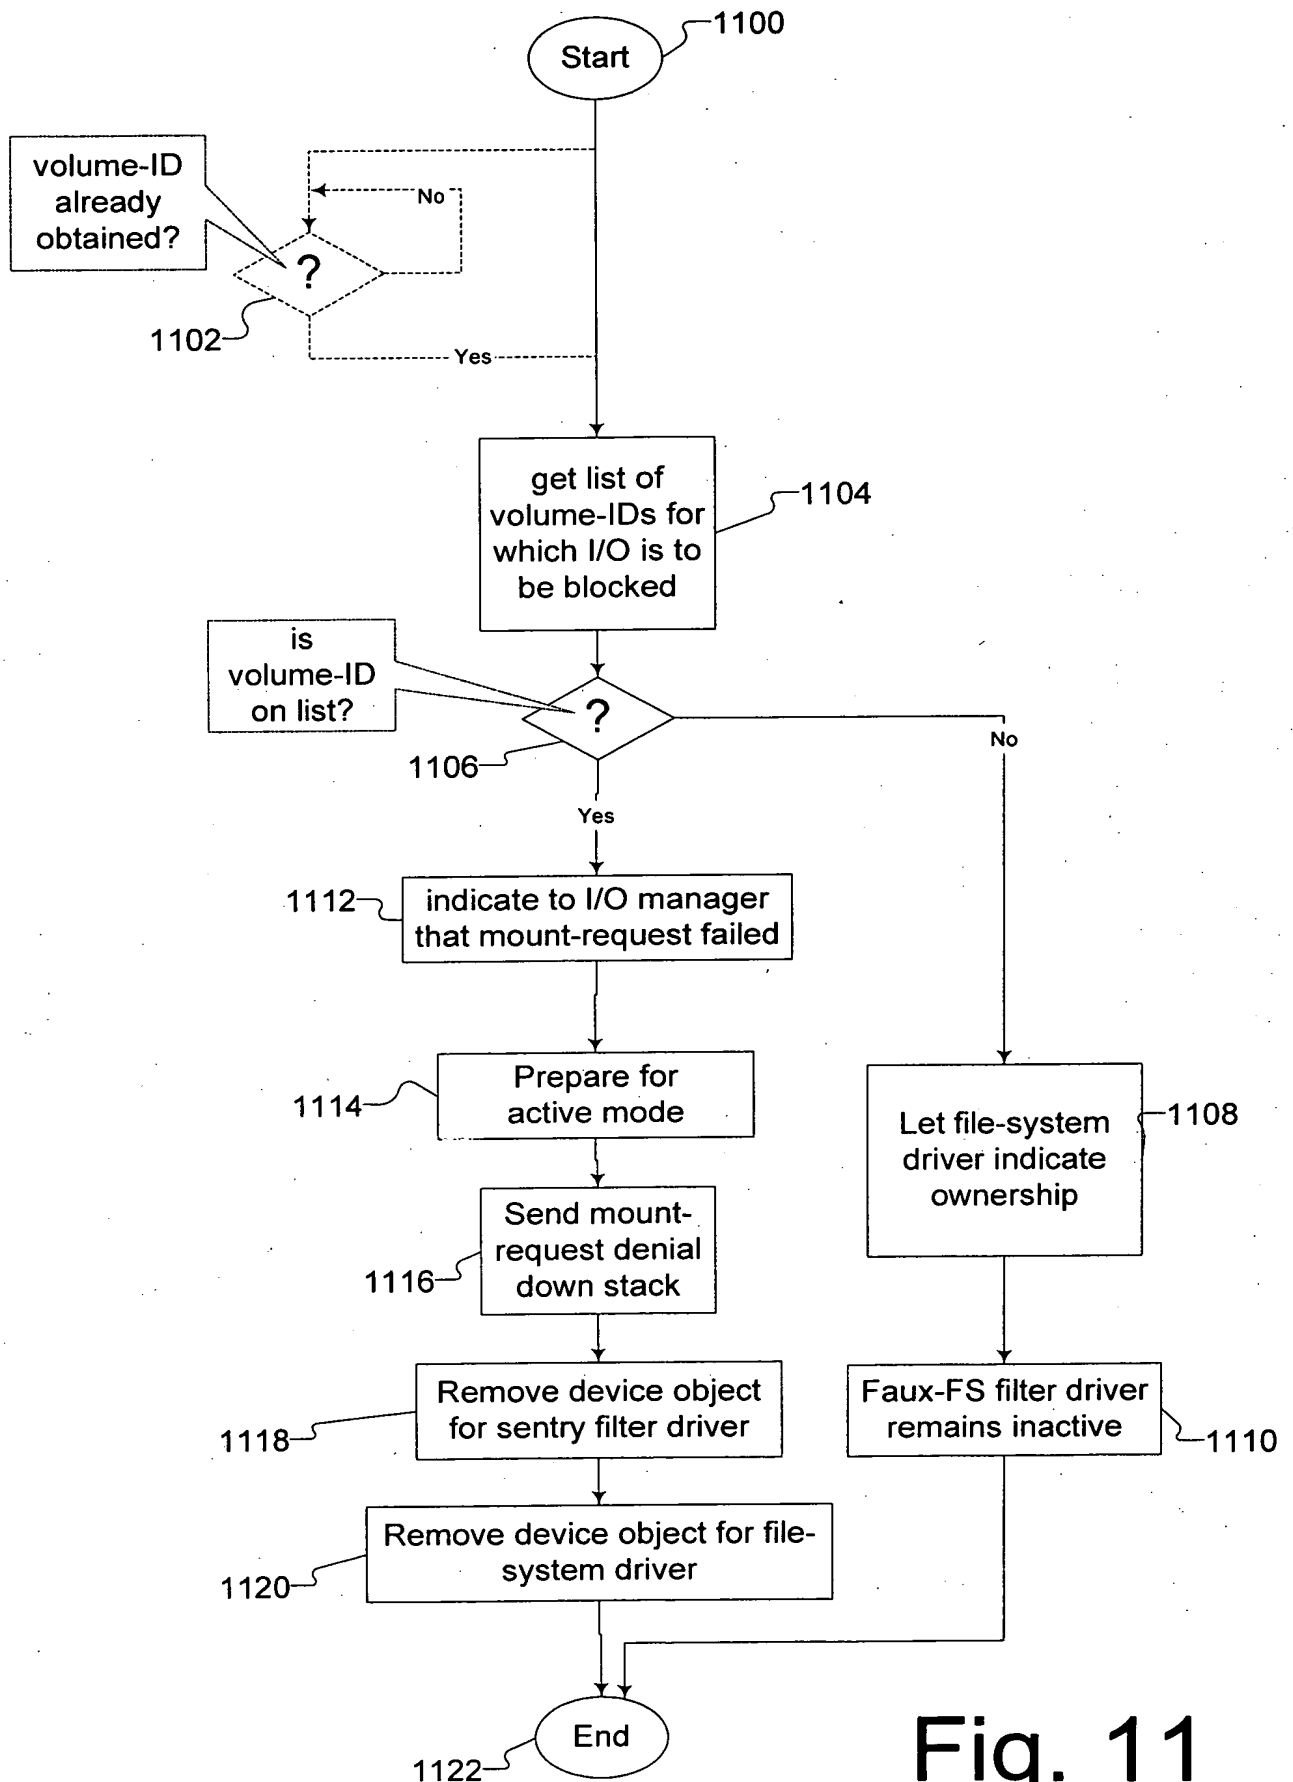 1100
Start
volume-ID
already
obtained?
No
?
1102
Yes
get list of
volume-IDs for
which I/O is to
be blocked
1104
is
volume-ID
on list?
?
1106
No
Yes
1112
indicate to I/O manager
that mount-request failed
1114
Prepare for
active mode
1108
Let file-system
driver indicate
ownership
Send mount-
request denial
down stack
1116
Remove device object
for sentry filter driver
1118
Faux-FS filter driver
remains inactive
1110
Remove device object for file-
system driver
1120
End
1122
Fig. 11